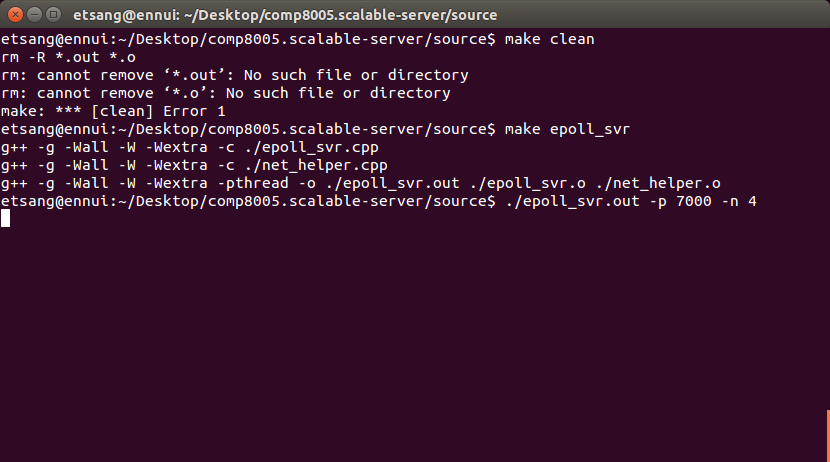 etsang@ennui: ~/Desktop/comp8005.scalable-server/source
etsang@ennui:~/Desktop/comp8005.scalable-server/source$ make clean
rm -R *.out *.o
rm: cannot remove ‘*.out’: No such file or directory
rm: cannot remove ‘*.o’: No such file or directory
make: *** [clean] Error 1
etsang@ennui:~/Desktop/comp8005.scalable-server/source$ make epoll_svr
g++ -g -Wall -W -Wextra -c ./epoll_svr.cpp
g++ -g -Wall -W -Wextra -c ./net_helper.cpp
g++ -g -Wall -W -Wextra -pthread -o ./epoll_svr.out ./epoll_svr.o ./net_helper.o
etsang@ennui:~/Desktop/comp8005.scalable-server/source$ ./epoll_svr.out -p 7000 -n 4